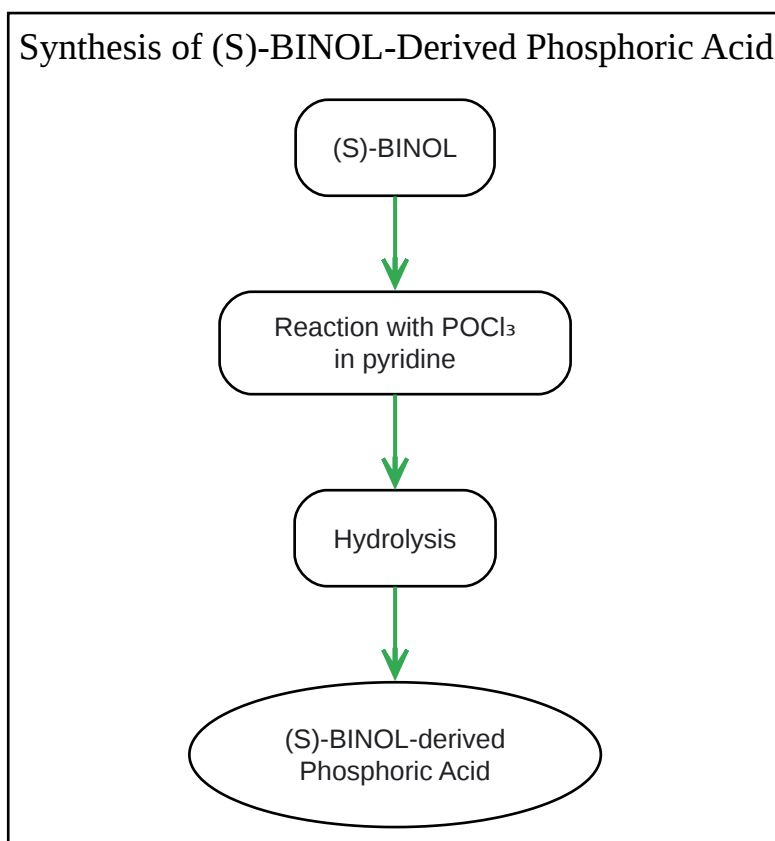 Synthesis of (S)-BINOL-Derived Phosphoric Acid
(S)-BINOL
Reaction with POCl₃
in pyridine
Hydrolysis
(S)-BINOL-derived
Phosphoric Acid